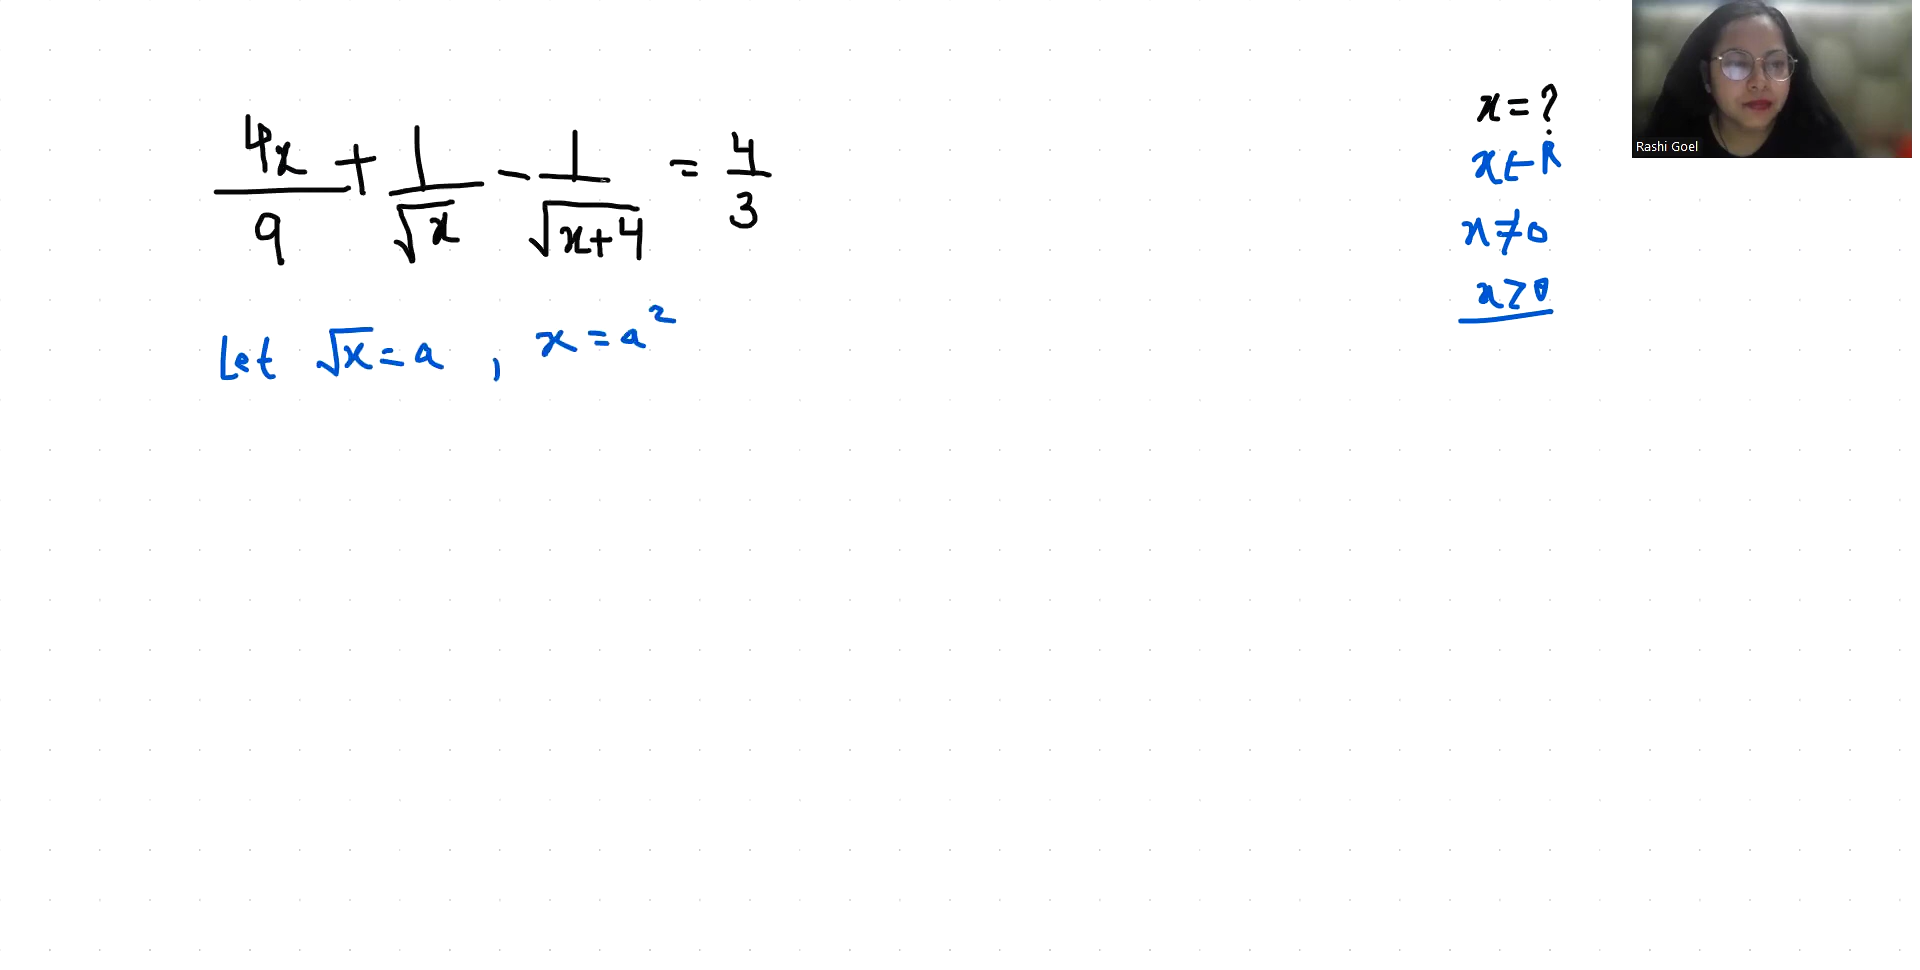 4x/9 + 1/√x - 1/√(x+4) = 4/3
Let √x = a , x = a²
x = ?
x ∈ R
x ≠ 0
x > 0
Rashi Goel